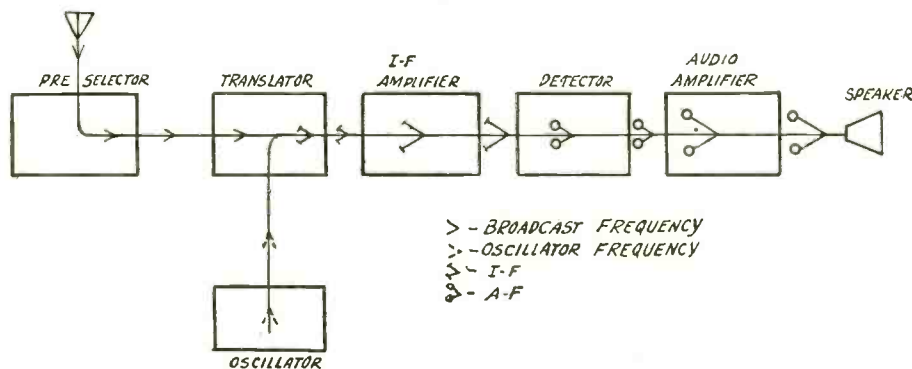 PRE SELECTOR
TRANSLATOR
I-F
AMPLIFIER
DETECTOR
AUDIO
AMPLIFIER
SPEAKER
> - BROADCAST FREQUENCY
- OSCILLATOR FREQUENCY
- I-F
- A-F
OSCILLATOR